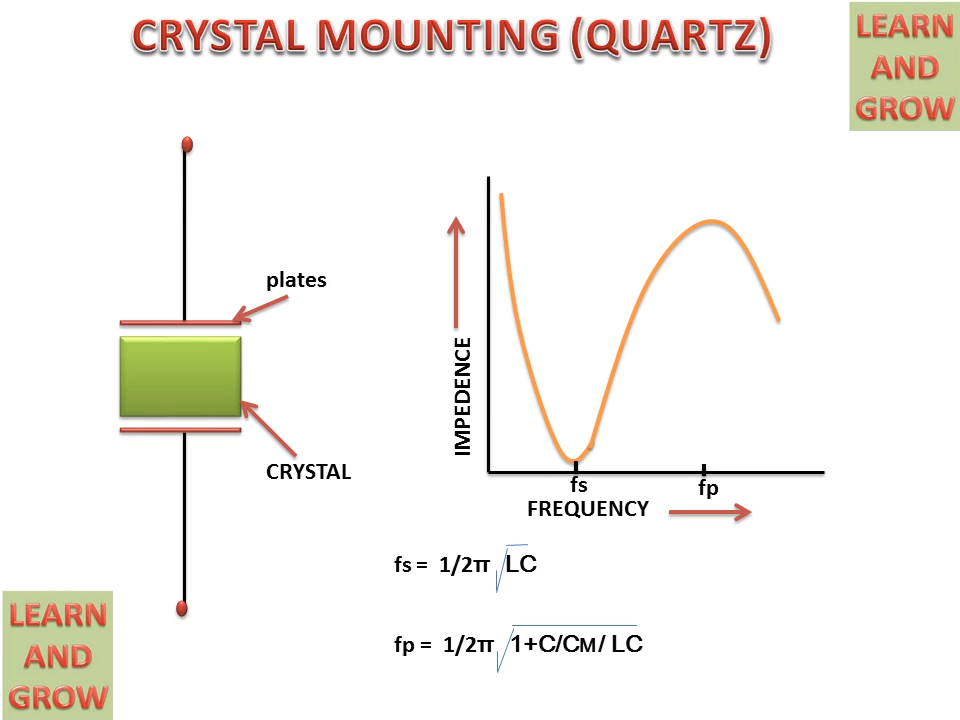 CRYSTAL MOUNTING (QUARTZ)
LEARN
AND
GROW
plates
CRYSTAL
IMPEDENCE
fs
fp
FREQUENCY
fs = 1/2π √LC
fp = 1/2π √1+C/CM/ LC
LEARN
AND
GROW